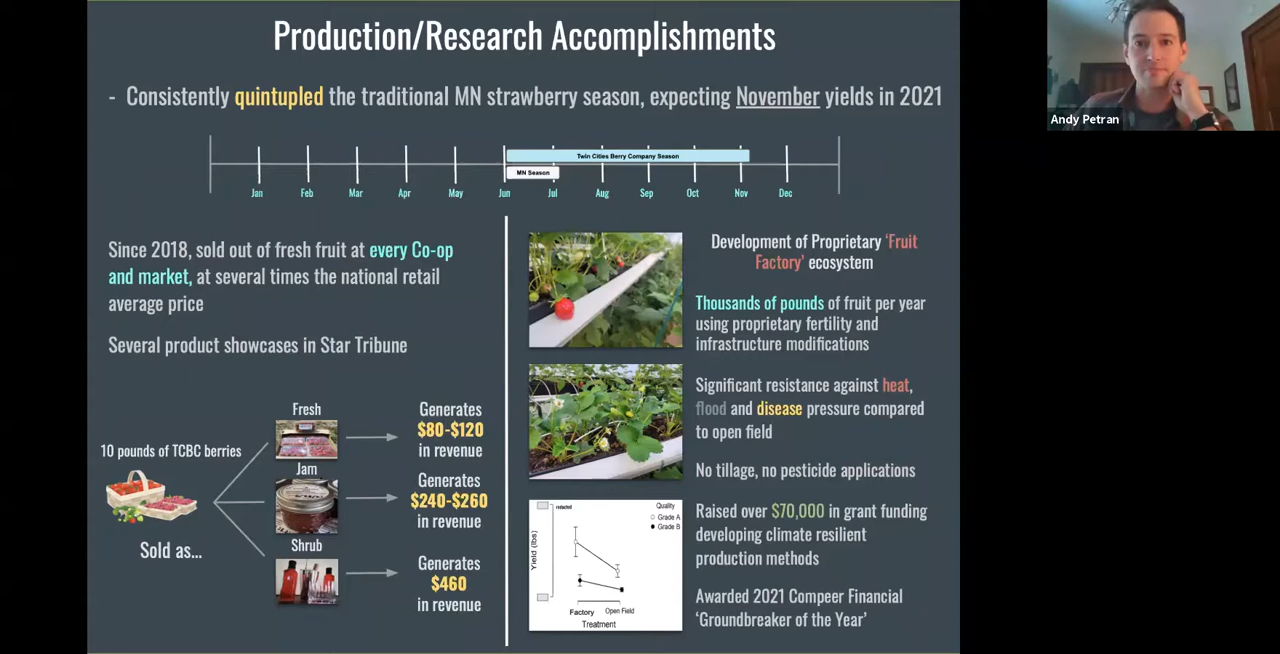 Production/Research Accomplishments
- Consistently quintupled the traditional MN strawberry season, expecting November yields in 2021
Twin Cities Berry Company Season
MN Season
Jan Feb Mar Apr May Jun Jul Aug Sep Oct Nov Dec
Since 2018, sold out of fresh fruit at every Co-op
and market, at several times the national retail
average price
Several product showcases in Star Tribune
10 pounds of TCBC berries
Sold as...
Fresh
Generates
$80-$120
in revenue
Jam
Generates
$240-$260
in revenue
Shrub
Generates
$460
in revenue
Development of Proprietary ‘Fruit
Factory’ ecosystem
Thousands of pounds of fruit per year
using proprietary fertility and
infrastructure modifications
Significant resistance against heat,
flood and disease pressure compared
to open field
No tillage, no pesticide applications
Raised over $70,000 in grant funding
developing climate resilient
production methods
Awarded 2021 Compeer Financial
‘Groundbreaker of the Year’
redacted
Quality
Grade A
Grade B
Yield (lbs)
Factory Open Field
Treatment
Andy Petran